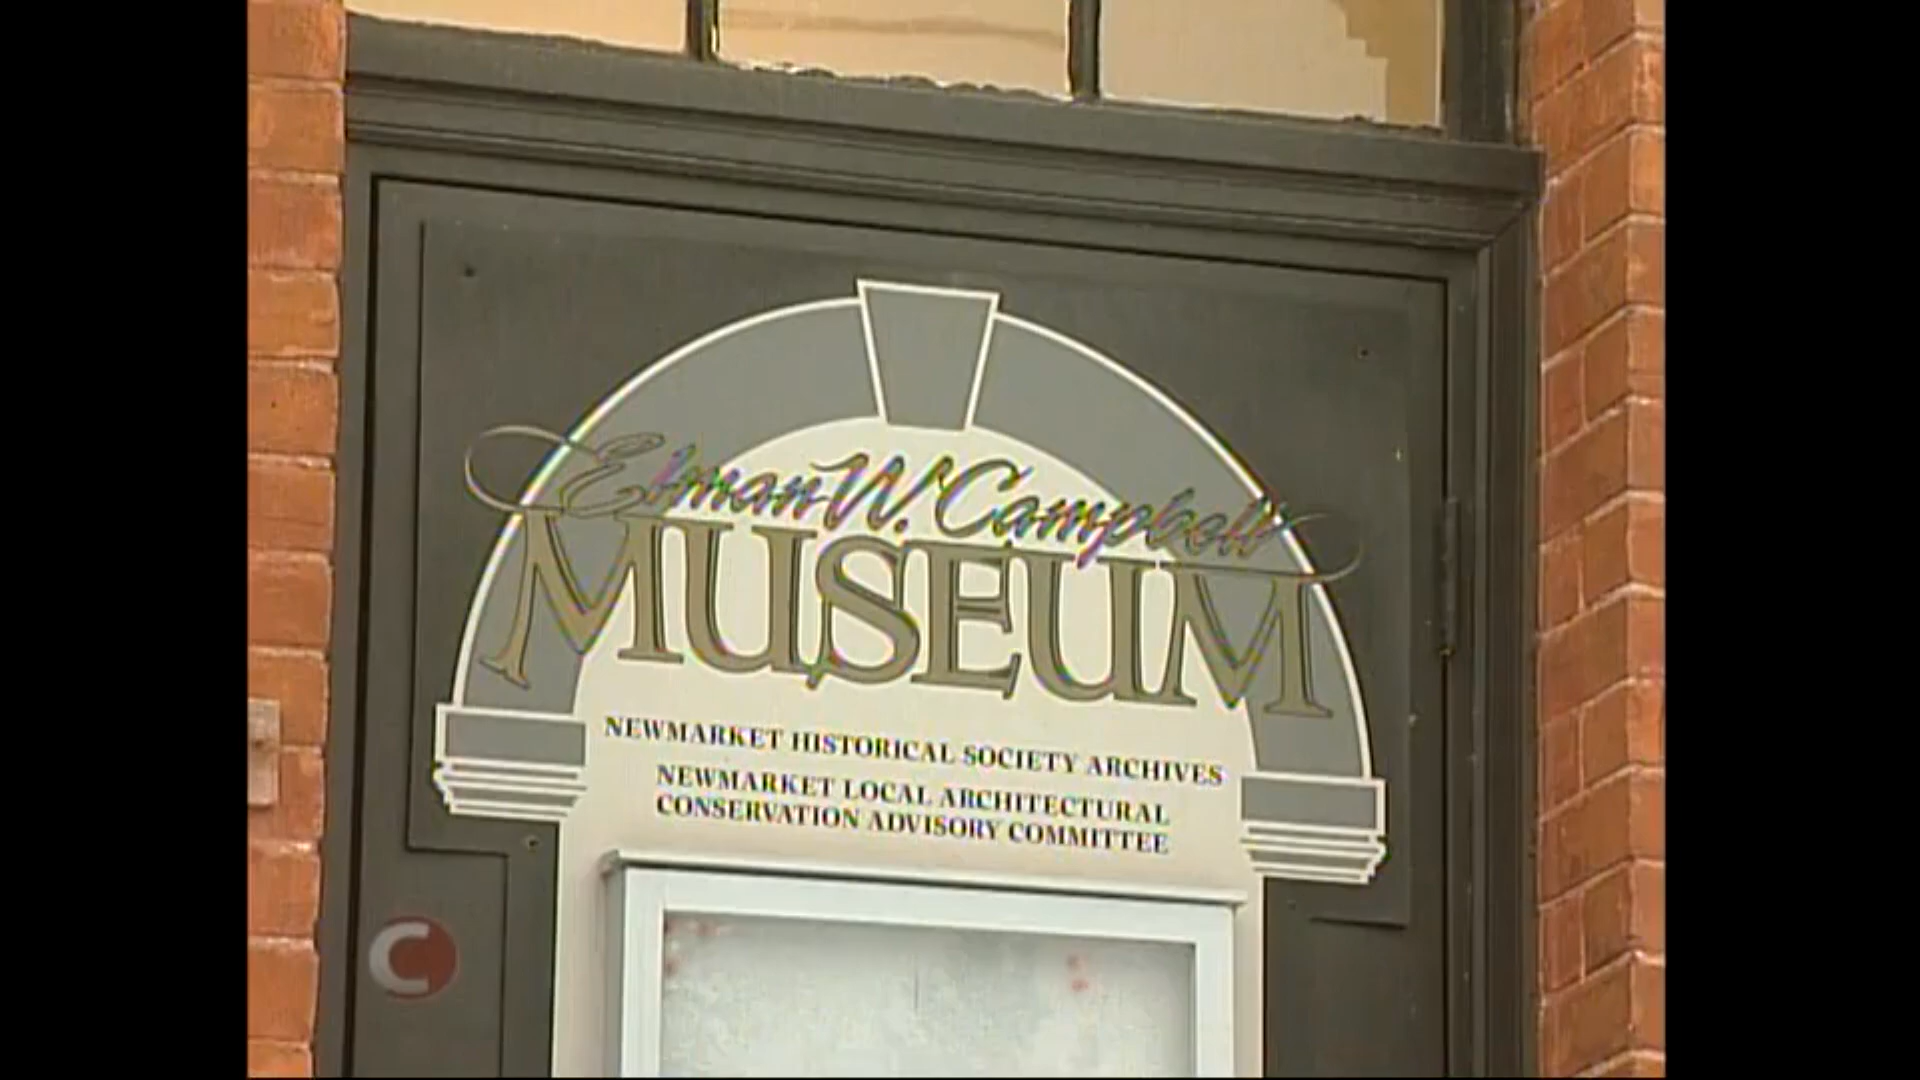 Elman W. Campbell
MUSEUM
NEWMARKET HISTORICAL SOCIETY ARCHIVES
NEWMARKET LOCAL ARCHITECTURAL
CONSERVATION ADVISORY COMMITTEE
C